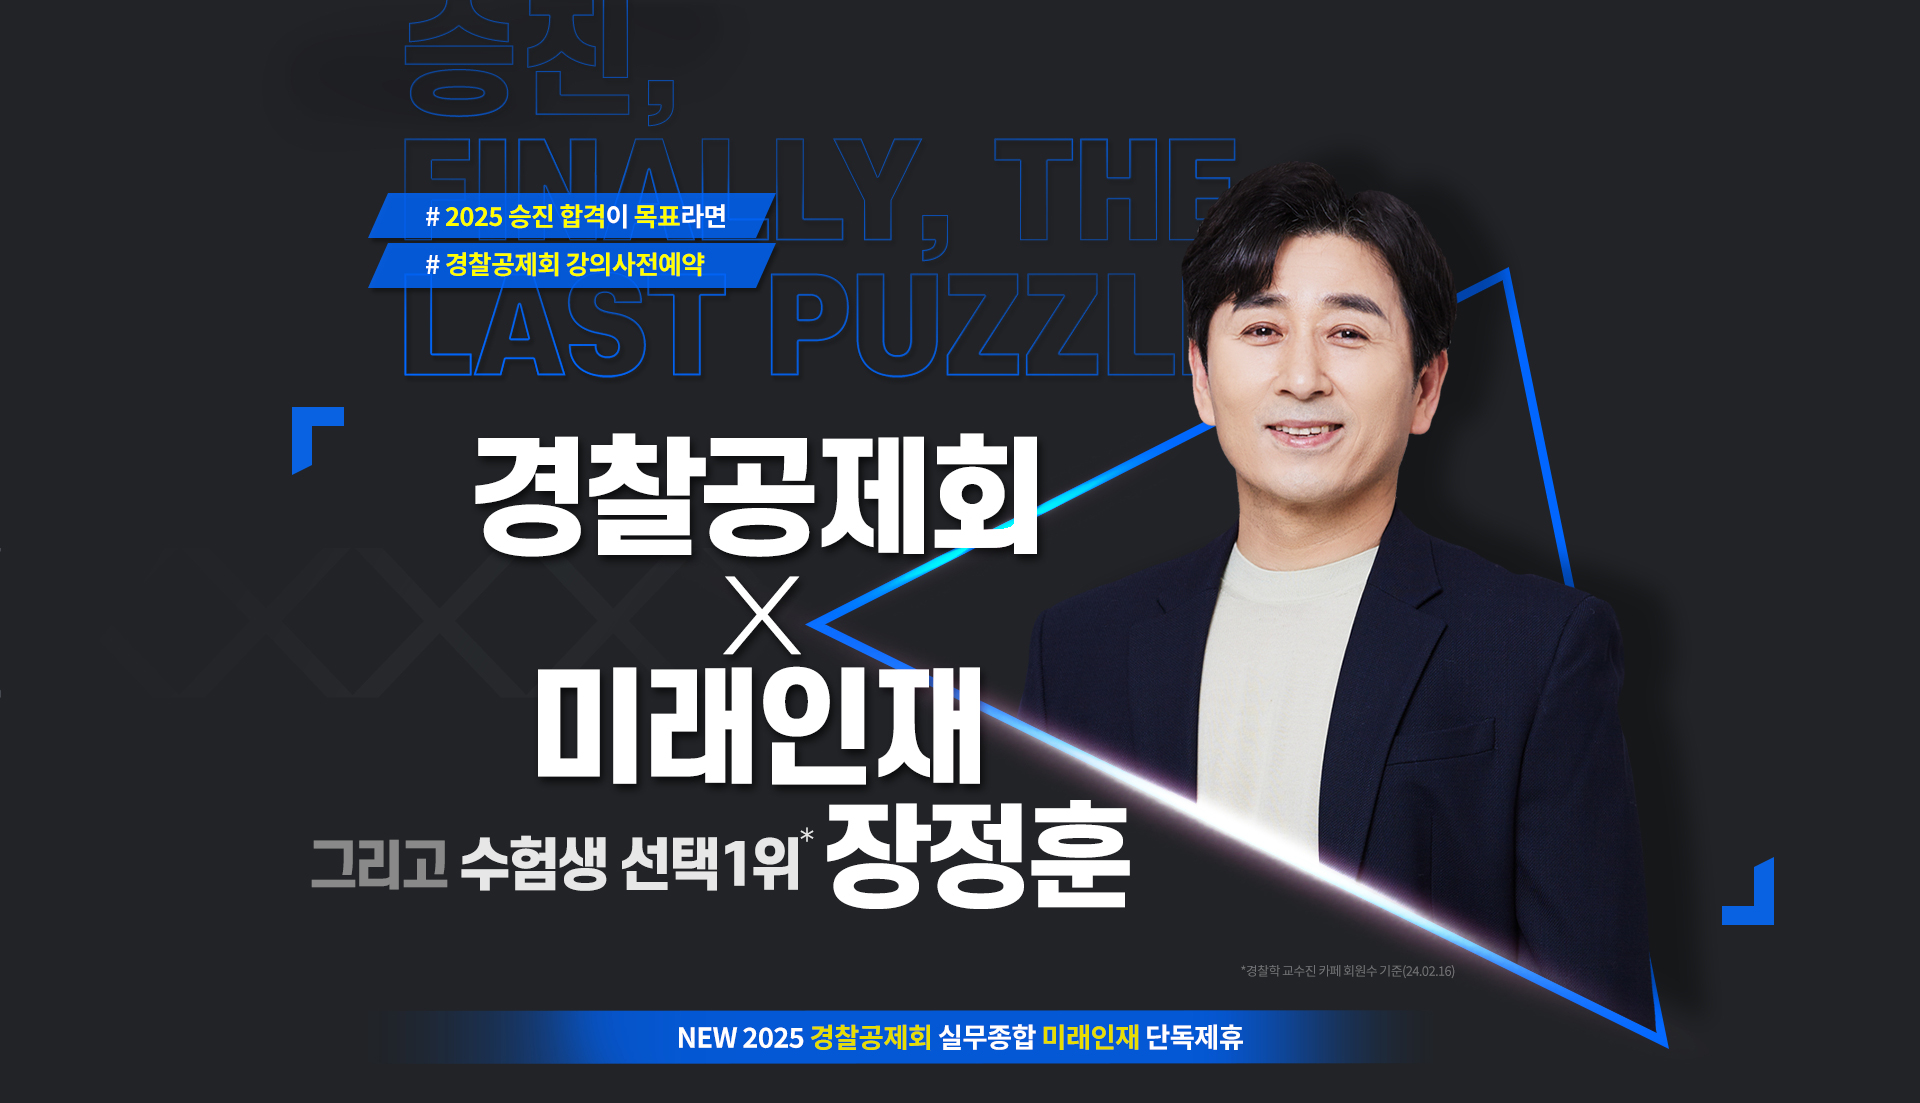 승진,
FINALLY, THE
LAST PUZZLE
# 2025 승진 합격이 목표라면
# 경찰공제회 강의사전예약
경찰공제회
X
미래인재
그리고 수험생 선택1위* 장정훈
*경찰학 교수진 카페 회원수 기준(24.02.16)
NEW 2025 경찰공제회 실무종합 미래인재 단독제휴